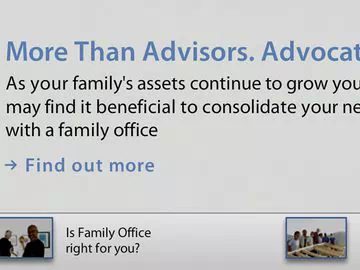 More Than Advisors. Advocat
As your family's assets continue to grow you
may find it beneficial to consolidate your ne
with a family office
→ Find out more
Is Family Office
right for you?